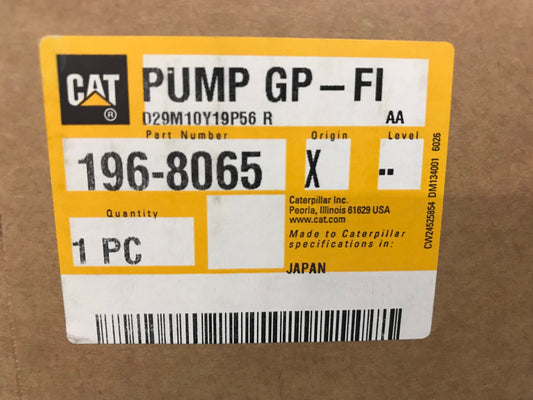 CAT ®
PUMP GP-FI
D29M10Y19P56 R AA
Part Number Origin Level
196-8065 X --
Caterpillar Inc.
Peoria, Illinois 61629 USA
www.cat.com
Quantity
1 PC
Made to Caterpillar
specifications in:
JAPAN
CW24525854 DM134001 6026